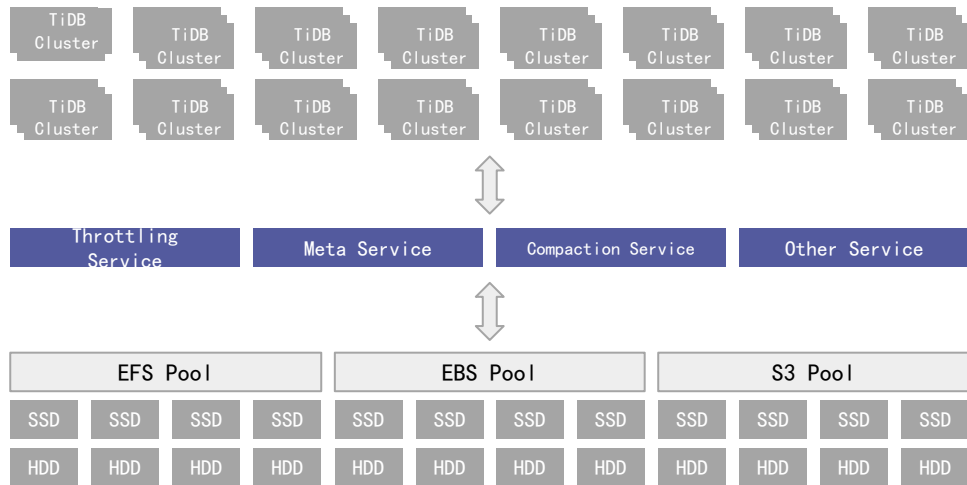 TiDB
Cluster
TiDB
Cluster
TiDB
Cluster
TiDB
Cluster
TiDB
Cluster
TiDB
Cluster
TiDB
Cluster
TiDB
Cluster
TiDB
Cluster
TiDB
Cluster
TiDB
Cluster
TiDB
Cluster
TiDB
Cluster
TiDB
Cluster
TiDB
Cluster
TiDB
Cluster
Throttling
Service
Meta Service
Compaction Service
Other Service
EFS Pool
EBS Pool
S3 Pool
SSD SSD SSD SSD SSD SSD SSD SSD SSD SSD SSD SSD
HDD HDD HDD HDD HDD HDD HDD HDD HDD HDD HDD HDD